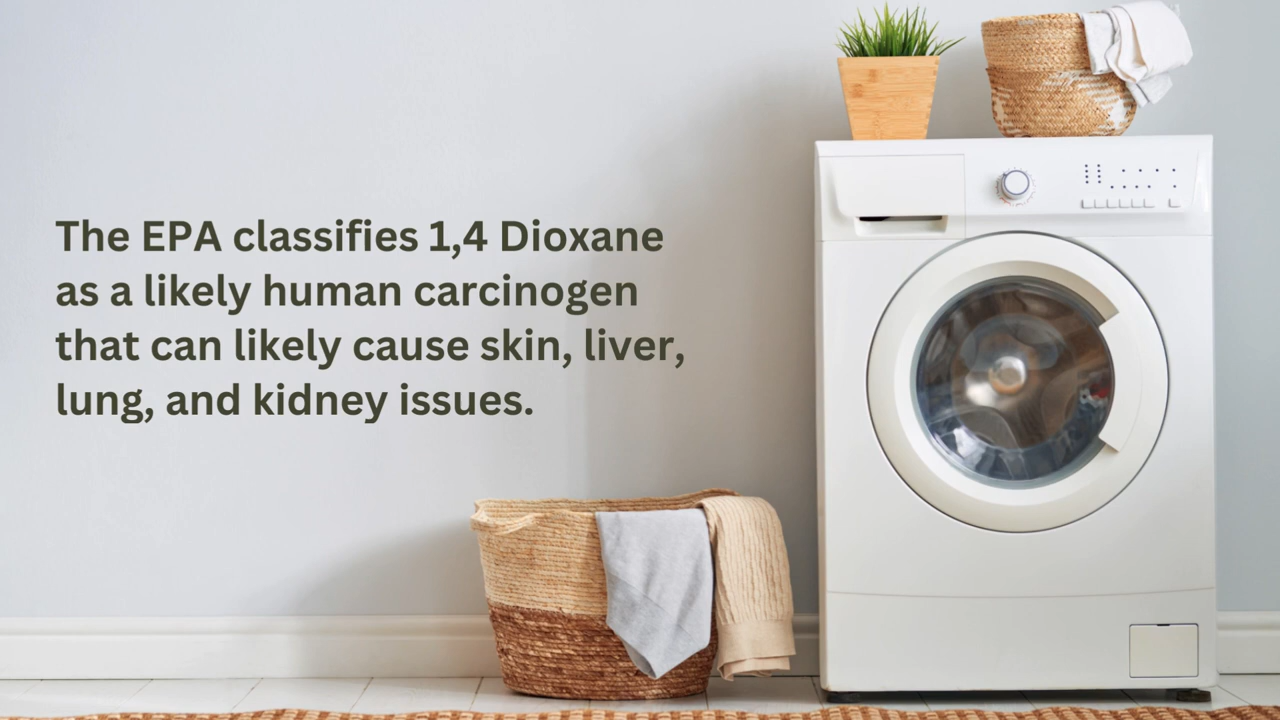 The EPA classifies 1,4 Dioxane
as a likely human carcinogen
that can likely cause skin, liver,
lung, and kidney issues.